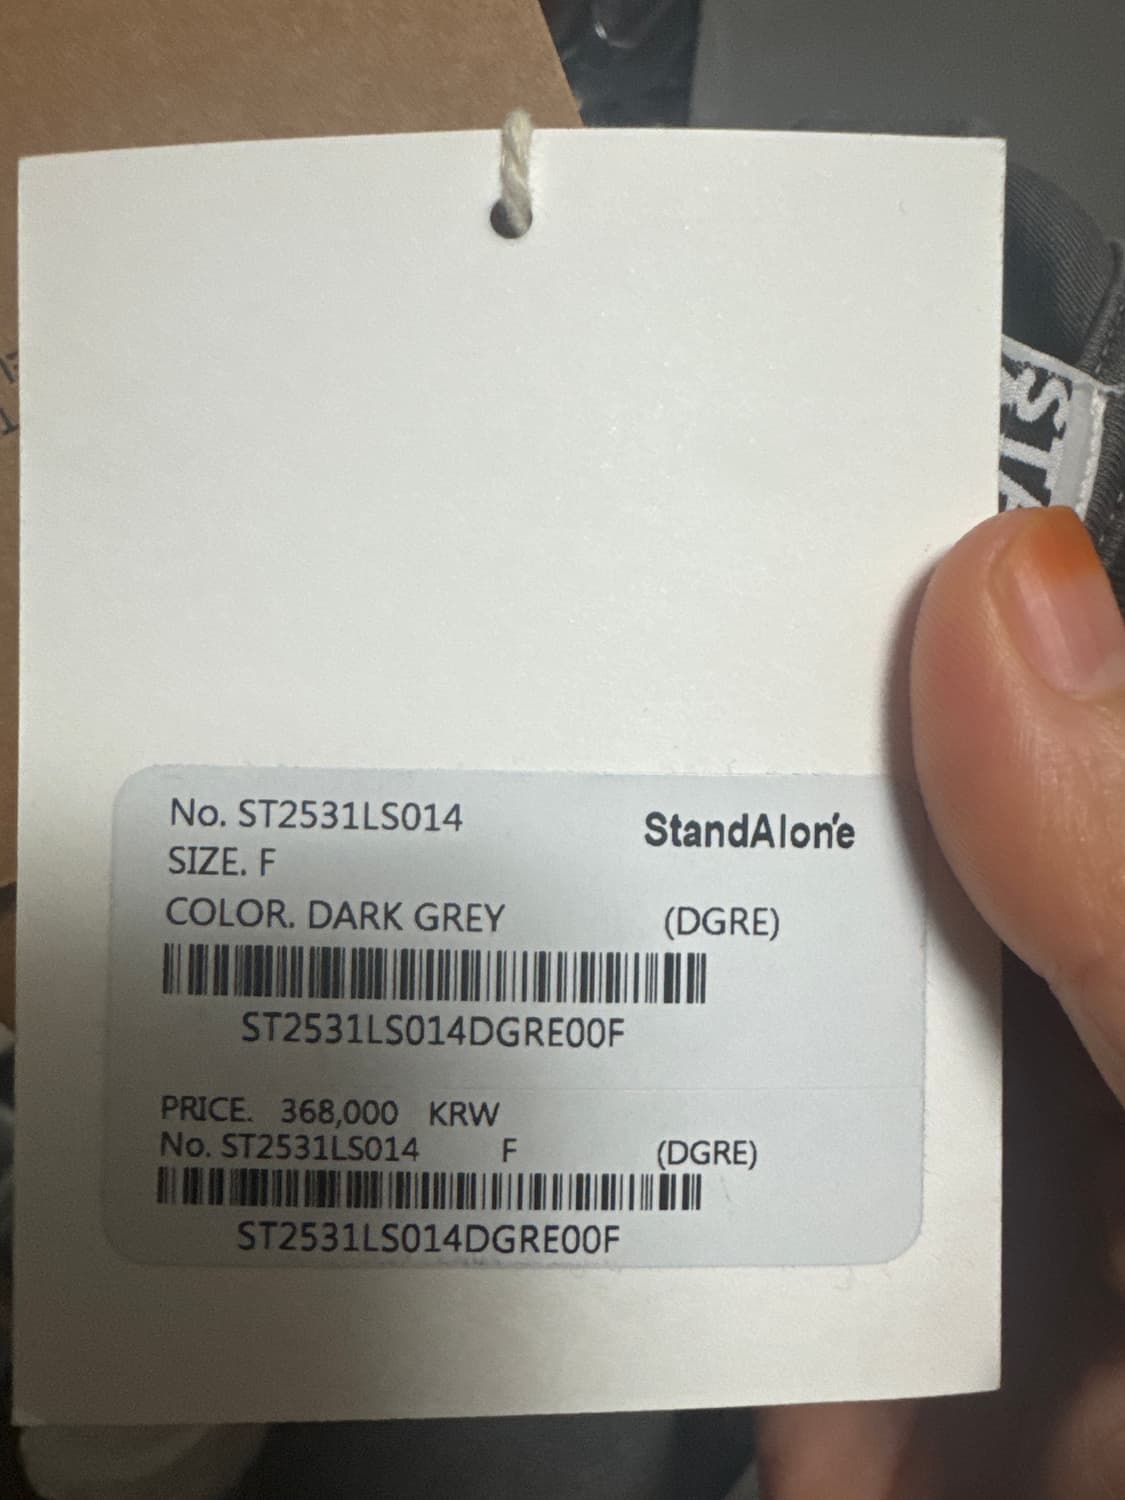 No. ST2531LS014
StandAlon'e
SIZE. F
COLOR. DARK GREY (DGRE)
ST2531LS014DGRE00F
PRICE. 368,000 KRW
No. ST2531LS014 F (DGRE)
ST2531LS014DGRE00F